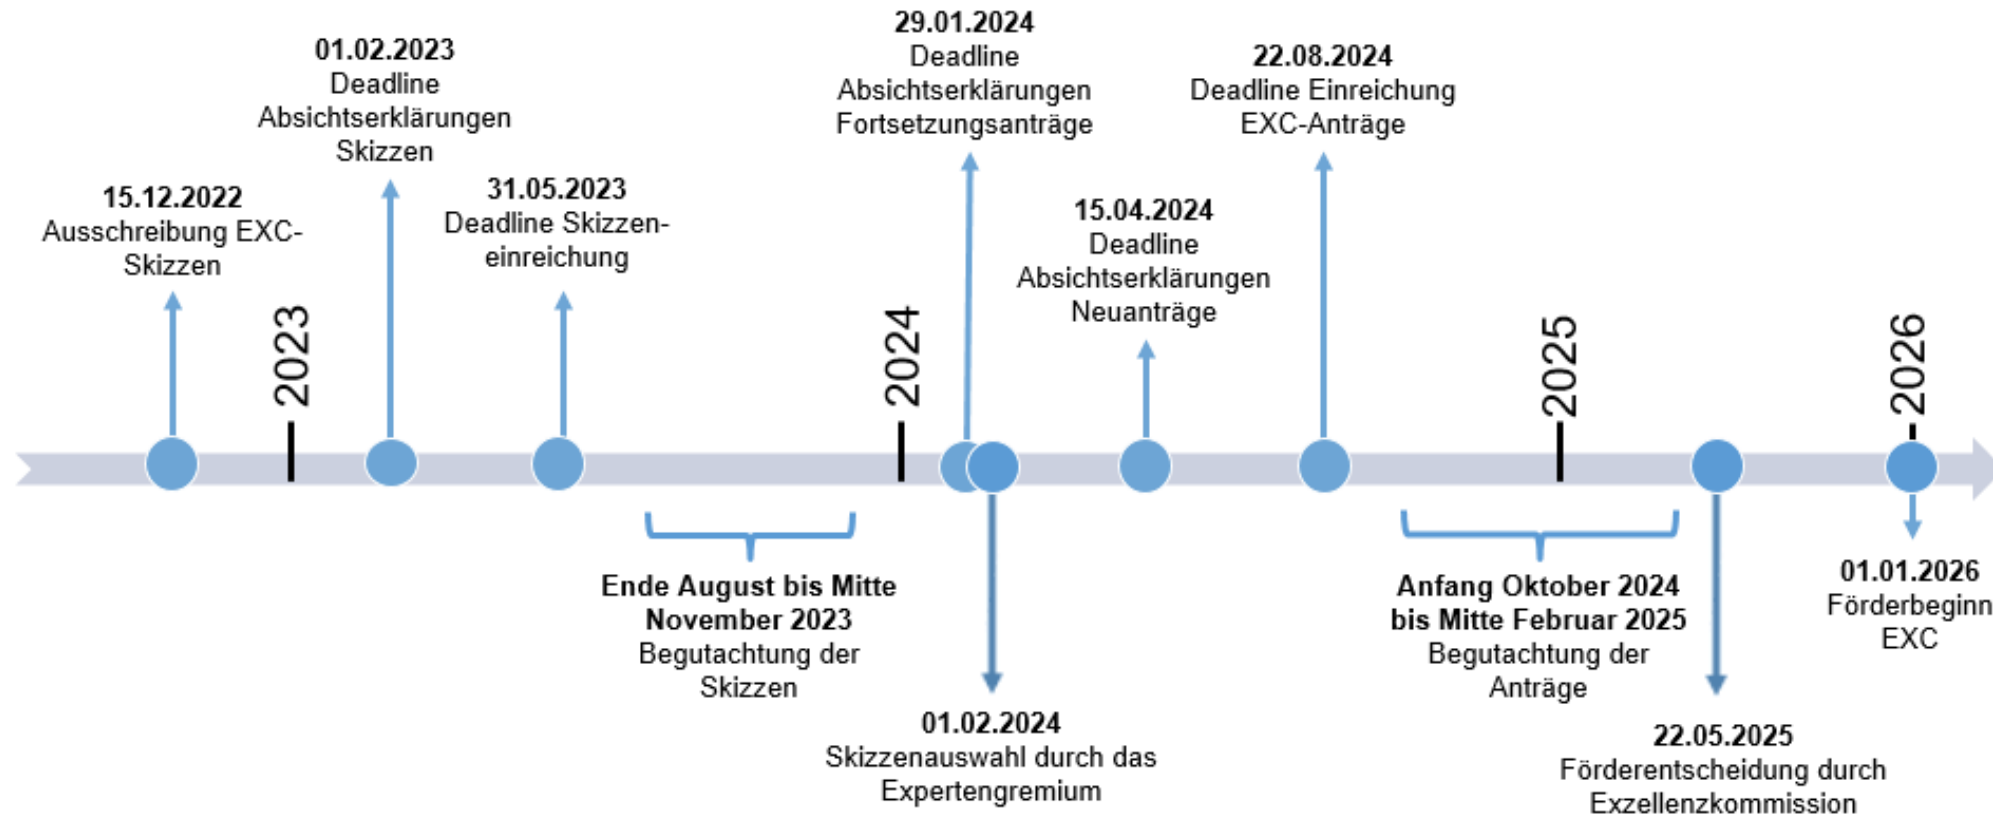 15.12.2022
Ausschreibung EXC-
Skizzen
2023
01.02.2023
Deadline
Absichtserklärungen
Skizzen
31.05.2023
Deadline Skizzen-
einreichung
Ende August bis Mitte
November 2023
Begutachtung der
Skizzen
2024
29.01.2024
Deadline
Absichtserklärungen
Fortsetzungsanträge
01.02.2024
Skizzenauswahl durch das
Expertengremium
15.04.2024
Deadline
Absichtserklärungen
Neuanträge
22.08.2024
Deadline Einreichung
EXC-Anträge
Anfang Oktober 2024
bis Mitte Februar 2025
Begutachtung der
Anträge
2025
22.05.2025
Förderentscheidung durch
Exzellenzkommission
2026
01.01.2026
Förderbeginn
EXC